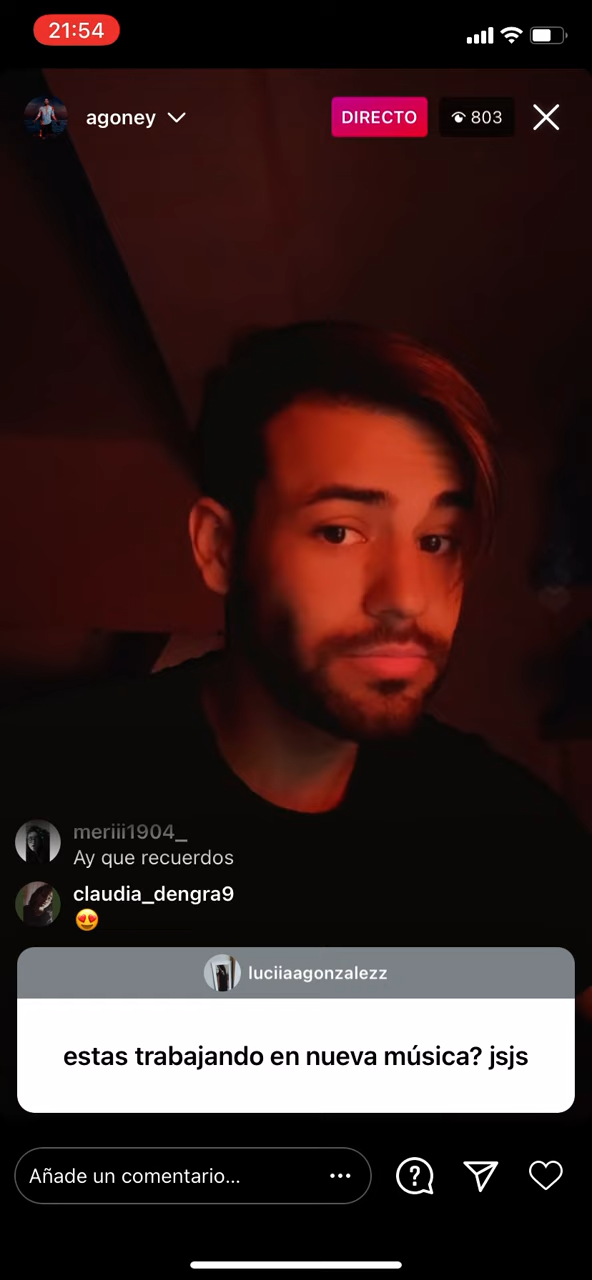 21:54
agoney
DIRECTO
803
meriii1904_
Ay que recuerdos
claudia_dengra9
😍
luciiaagonzalezz
estas trabajando en nueva música? jsjs
Añade un comentario...